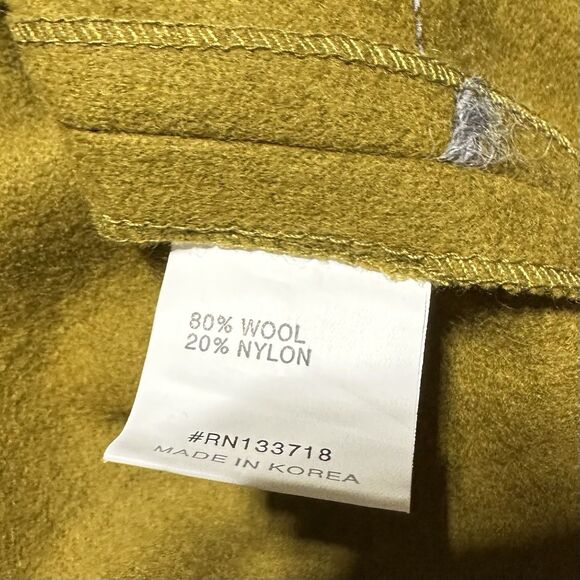 80% WOOL
20% NYLON
#RN133718
MADE IN KOREA